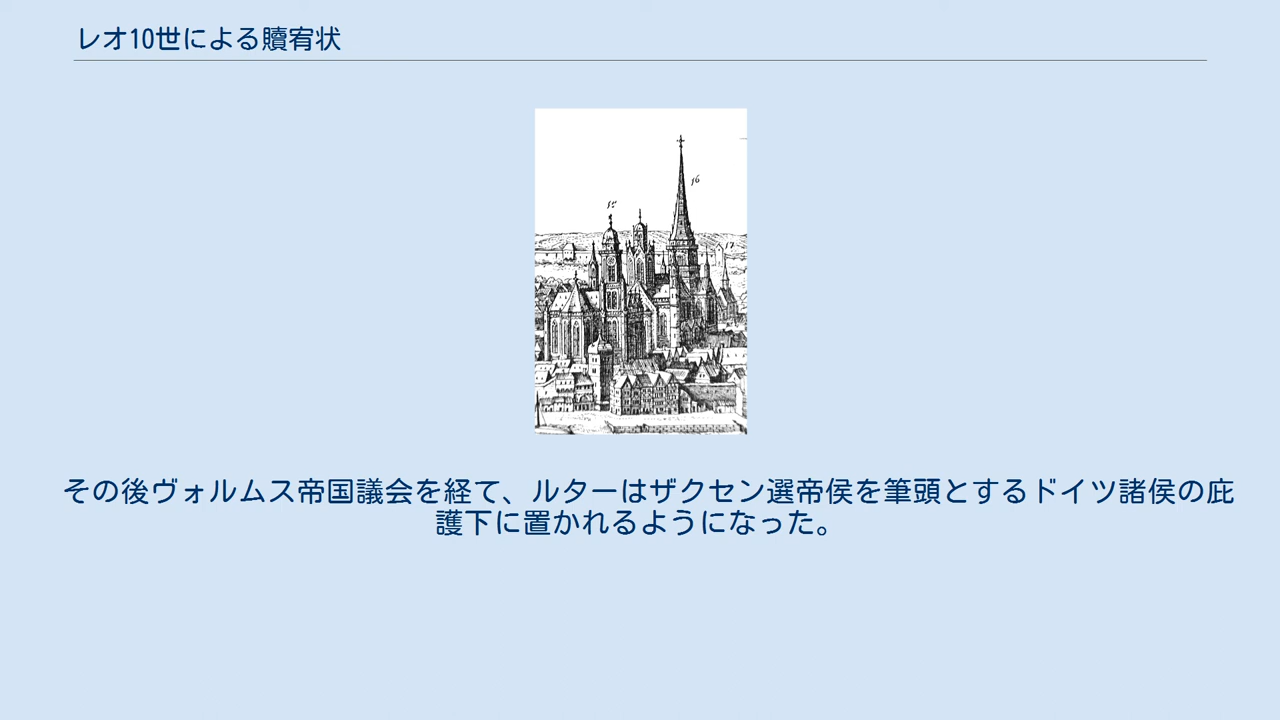 レオ10世による贖宥状
16
17
その後ヴォルムス帝国議会を経て、ルターはザクセン選帝侯を筆頭とするドイツ諸侯の庇
護下に置かれるようになった。